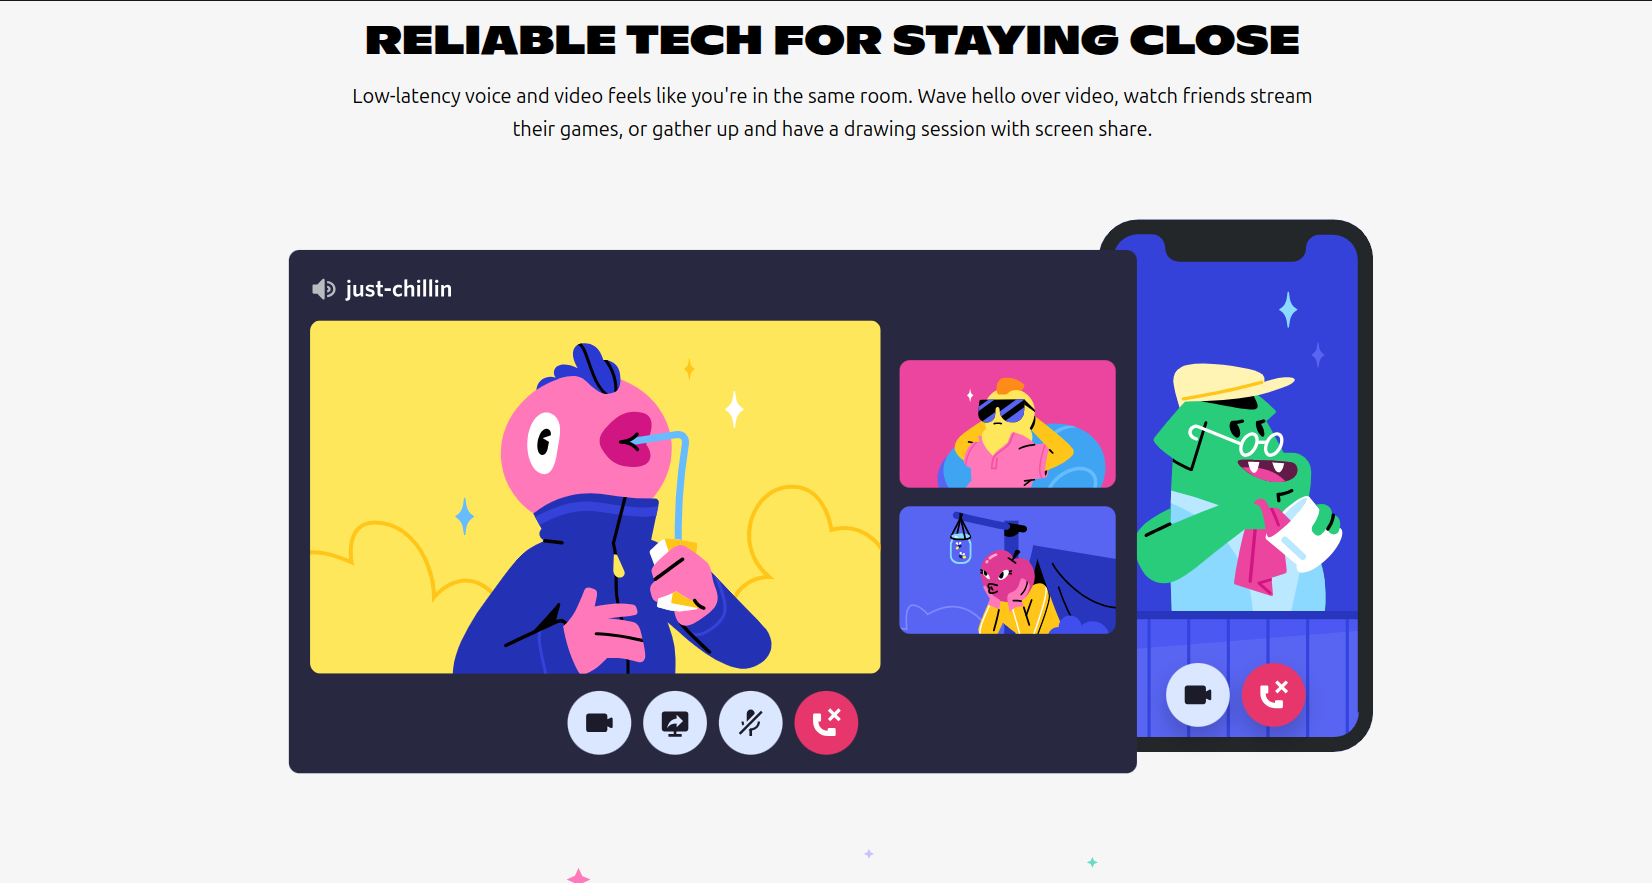 RELIABLE TECH FOR STAYING CLOSE
Low-latency voice and video feels like you're in the same room. Wave hello over video, watch friends stream
their games, or gather up and have a drawing session with screen share.
just-chillin